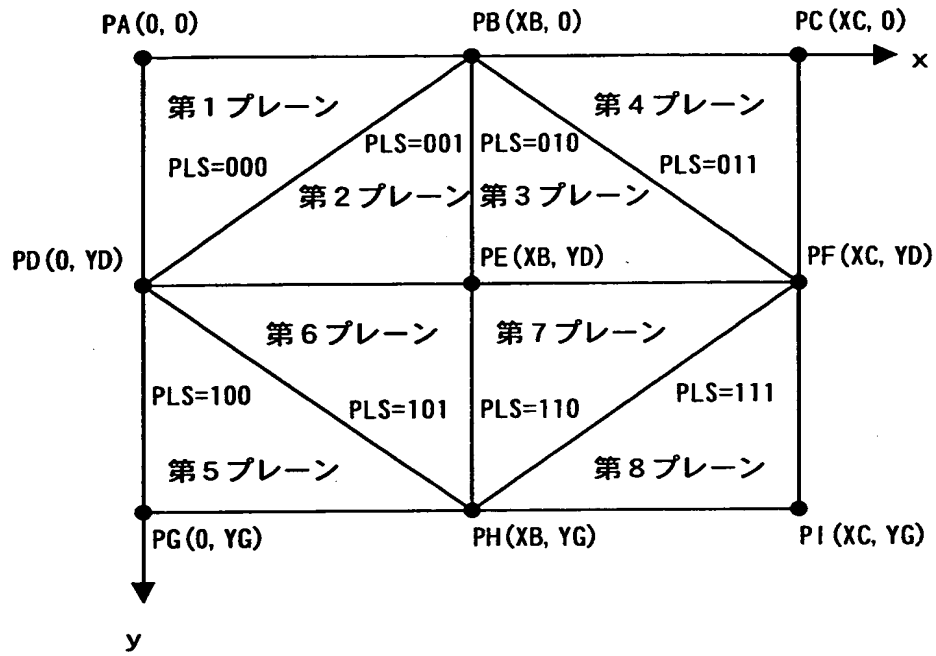 PA(0, 0)
PB(XB, 0)
PC(XC, 0)
x
第1プレーン
第4プレーン
PLS=000
PLS=001
PLS=010
PLS=011
第2プレーン
第3プレーン
PD(0, YD)
PE(XB, YD)
PF(XC, YD)
第6プレーン
第7プレーン
PLS=100
PLS=101
PLS=110
PLS=111
第5プレーン
第8プレーン
PG(0, YG)
PH(XB, YG)
PI(XC, YG)
y